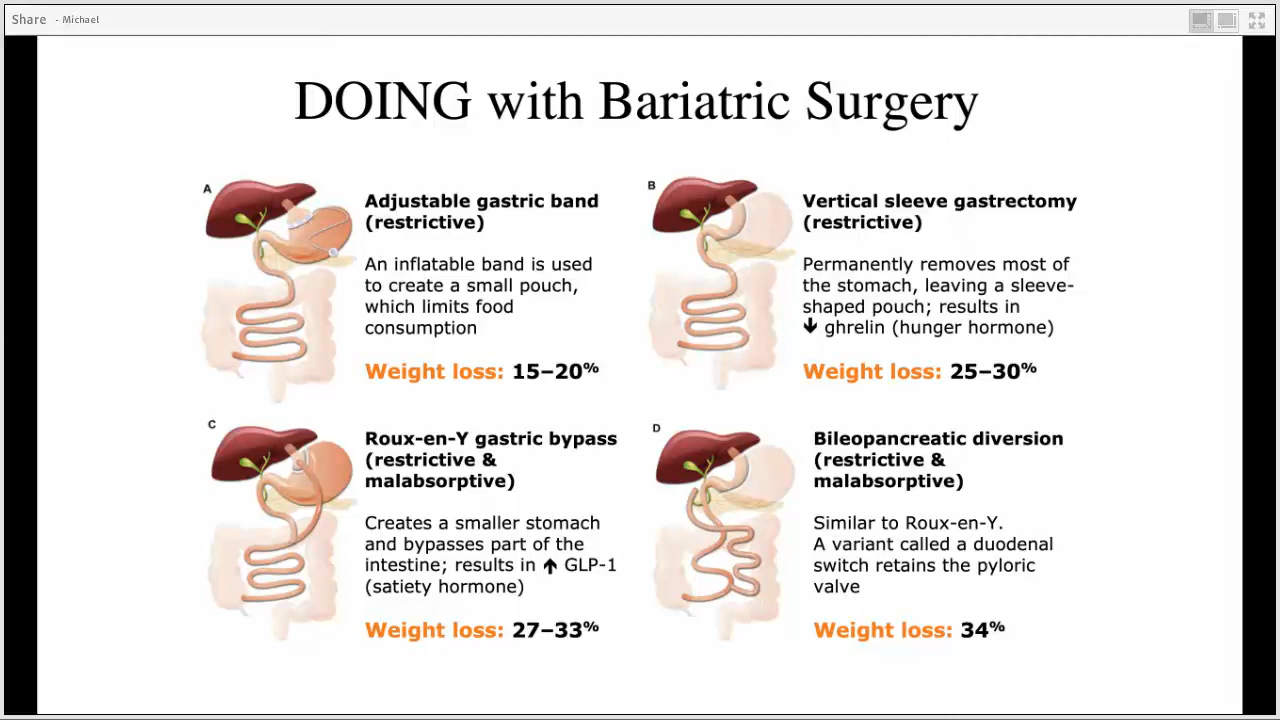 Share - Michael
DOING with Bariatric Surgery
A
Adjustable gastric band
(restrictive)
An inflatable band is used
to create a small pouch,
which limits food
consumption
Weight loss: 15–20%
B
Vertical sleeve gastrectomy
(restrictive)
Permanently removes most of
the stomach, leaving a sleeve-
shaped pouch; results in
🡇 ghrelin (hunger hormone)
Weight loss: 25–30%
C
Roux-en-Y gastric bypass
(restrictive &
malabsorptive)
Creates a smaller stomach
and bypasses part of the
intestine; results in 🡅 GLP-1
(satiety hormone)
Weight loss: 27–33%
D
Bileopancreatic diversion
(restrictive &
malabsorptive)
Similar to Roux-en-Y.
A variant called a duodenal
switch retains the pyloric
valve
Weight loss: 34%